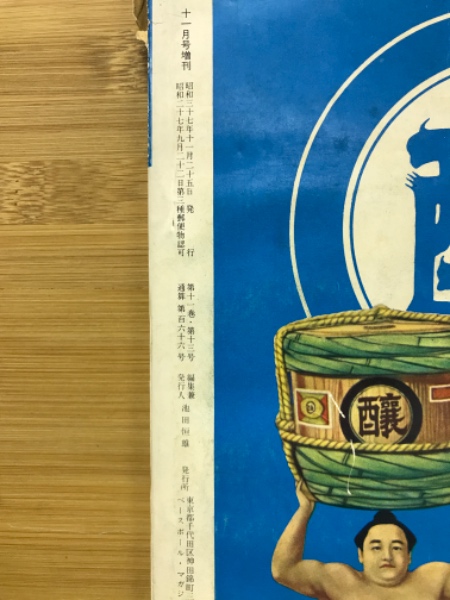 十一月号増刊
昭和三十七年十一月二十五日 発行
昭和二十七年九月二十二日第三種郵便物認可
第十一巻・第十三号
通算 第百六十六号
編集兼
発行人
池田恒雄
発行所
東京都千代田区神田錦町
ベースボール・マガジ
醸